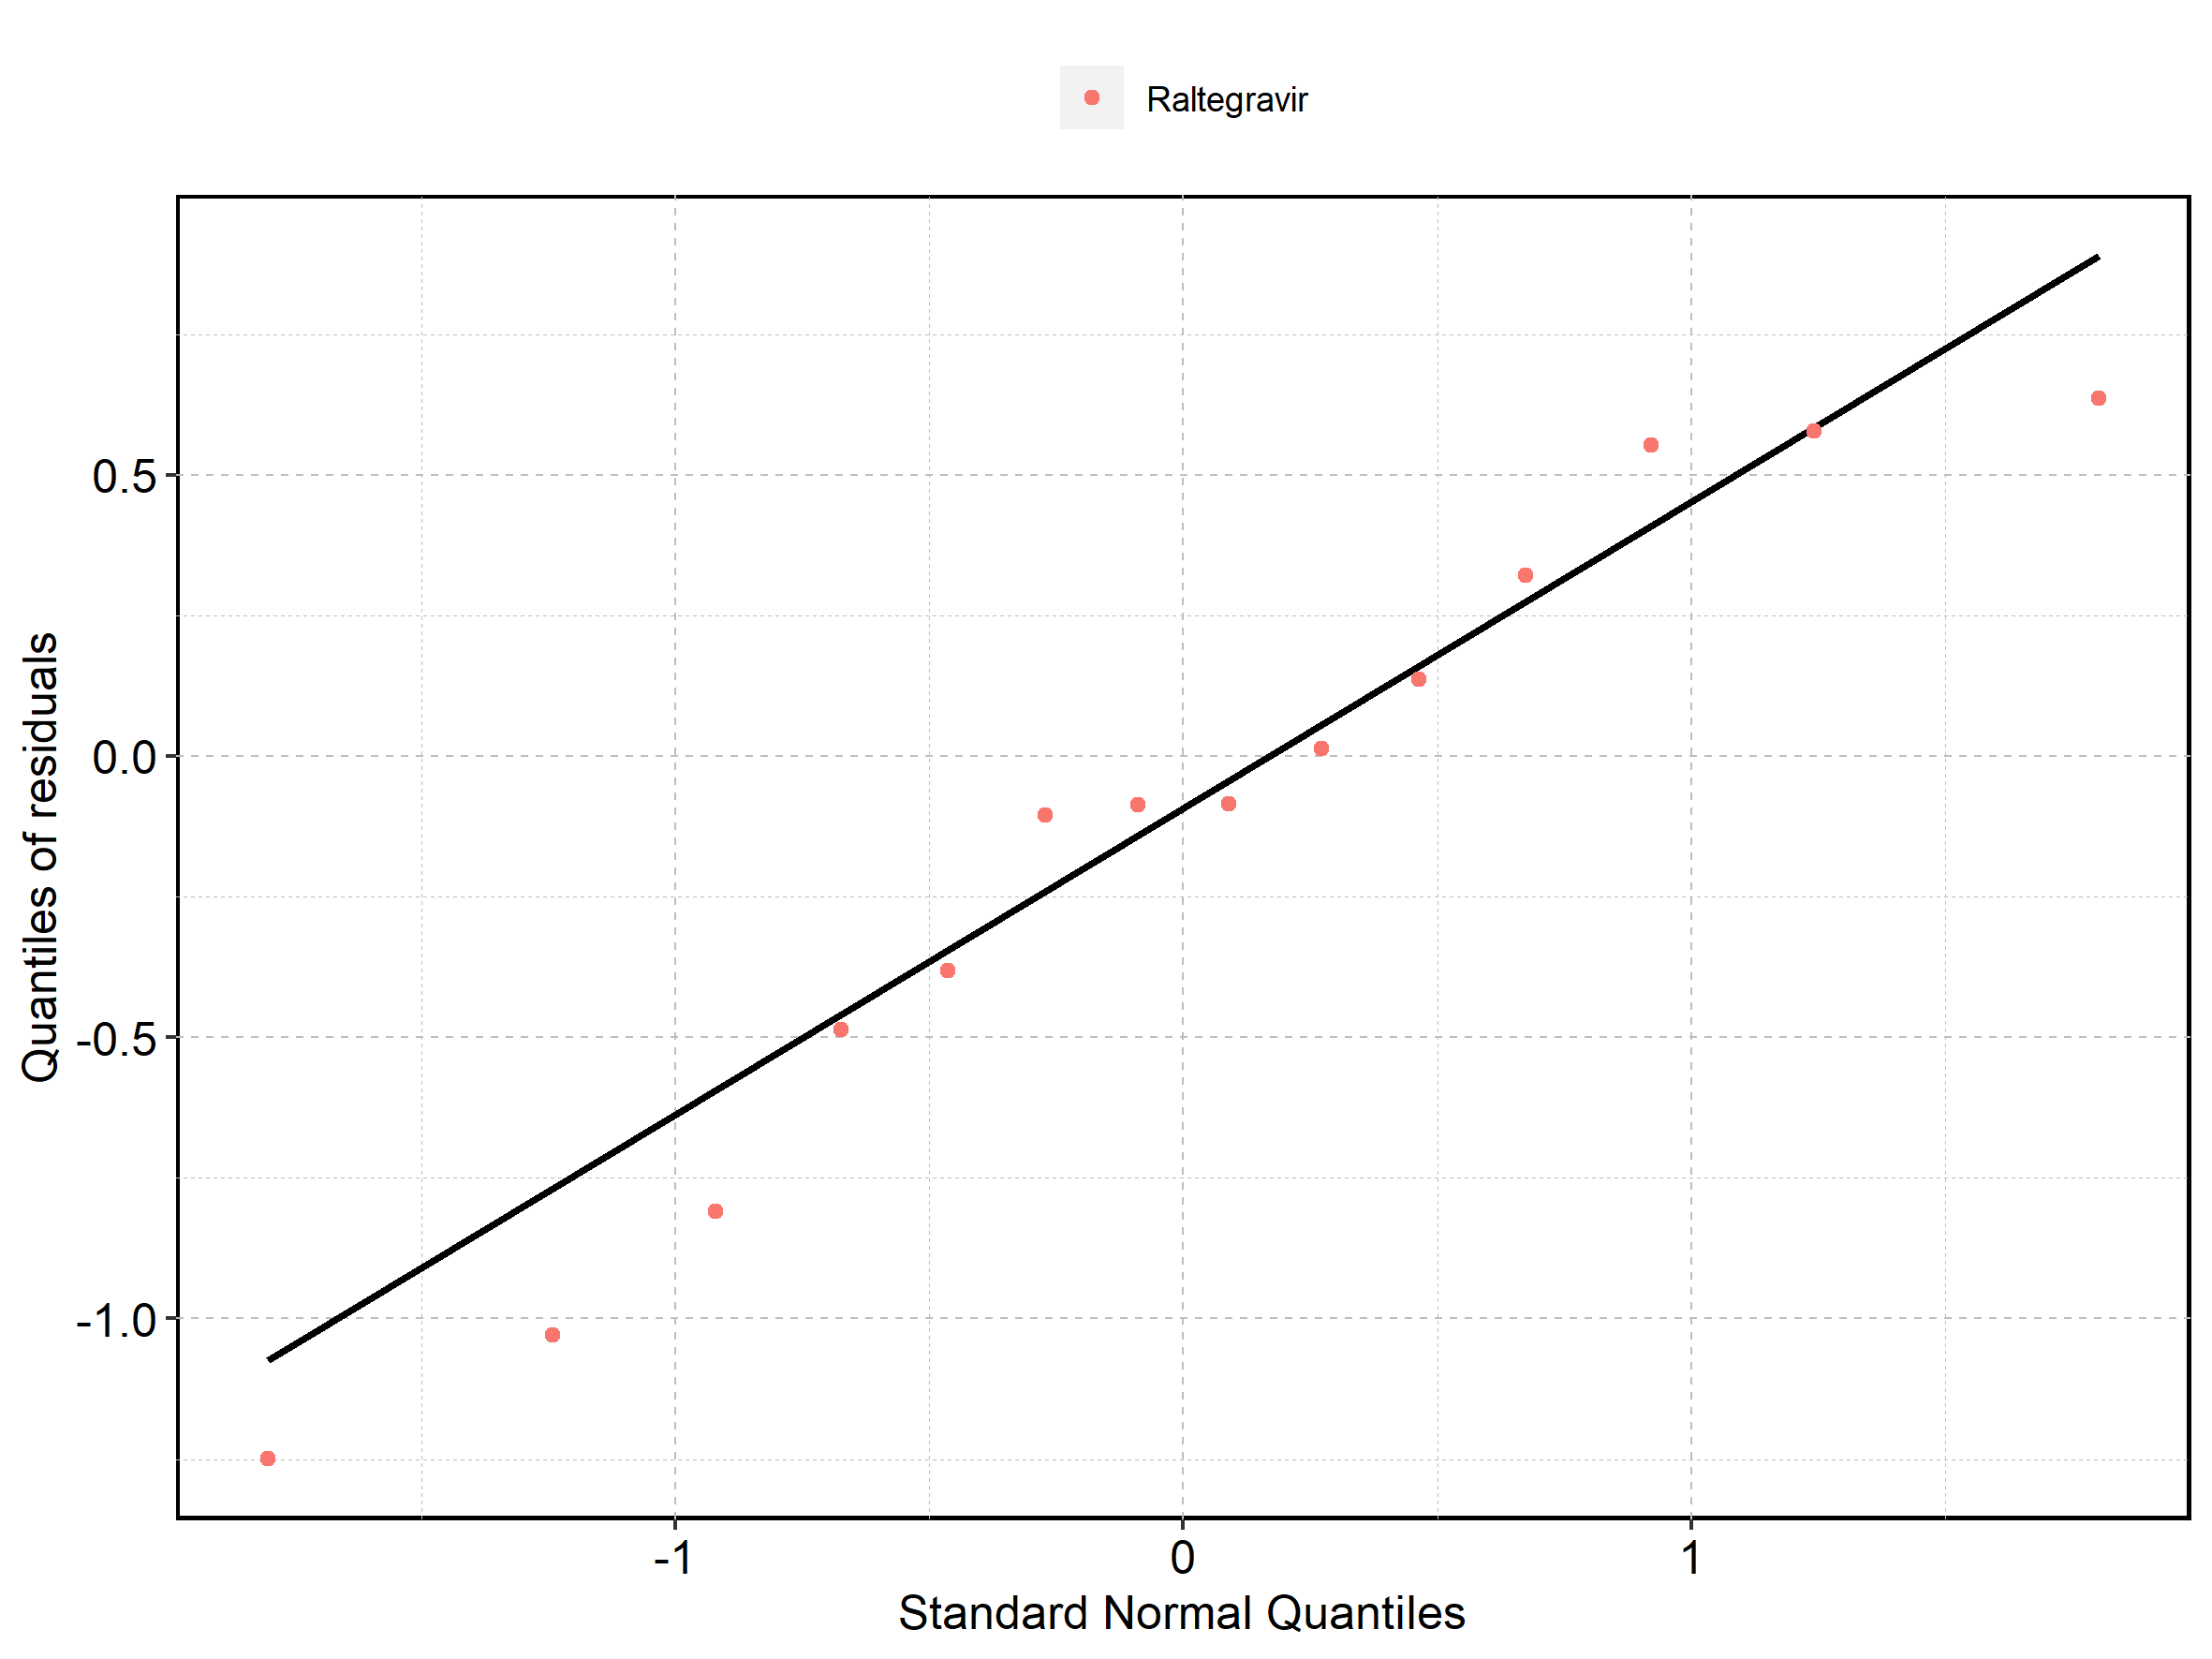 Raltegravir
0.5
0.0
-0.5
-1.0
Quantiles of residuals
-1 0 1
Standard Normal Quantiles